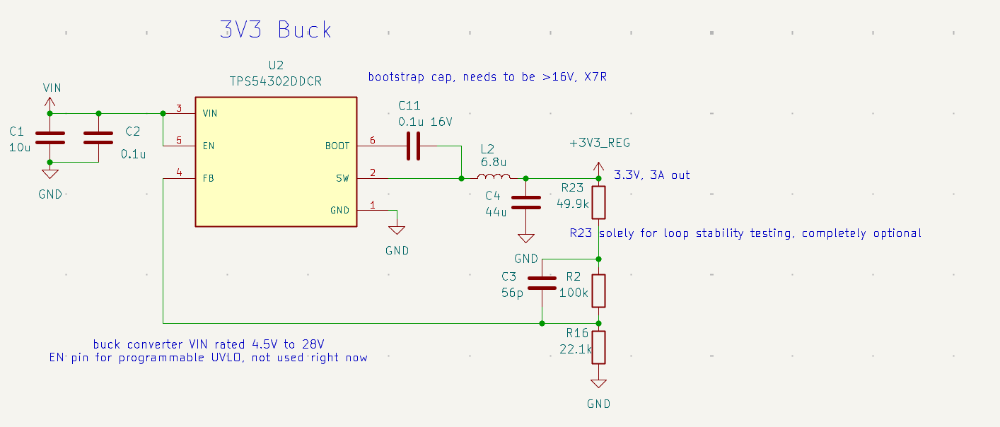 3V3 Buck
U2
TPS54302DDCR
bootstrap cap, needs to be >16V, X7R
VIN
C11
0.1u 16V
3
VIN
C1
10u
C2
0.1u
5
EN
BOOT
6
+3V3_REG
L2
6.8u
4
FB
SW
2
3.3V, 3A out
GND
C4
44u
R23
49.9k
GND
1
R23 solely for loop stability testing, completely optional
GND
GND
C3
56p
R2
100k
R16
22.1k
buck converter VIN rated 4.5V to 28V
EN pin for programmable UVLO, not used right now
GND